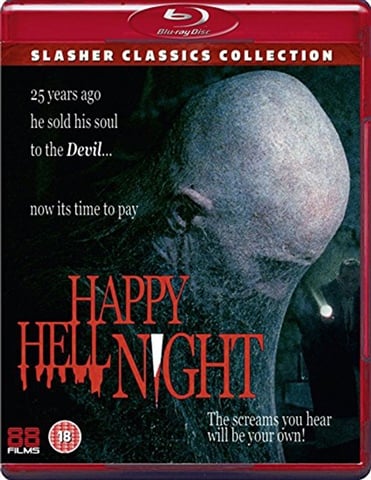 Blu-ray Disc
SLASHER CLASSICS COLLECTION
25 years ago
he sold his soul
to the Devil...
now its time to pay
HAPPY
HELL NIGHT
The screams you hear
will be your own!
88
FILMS
18